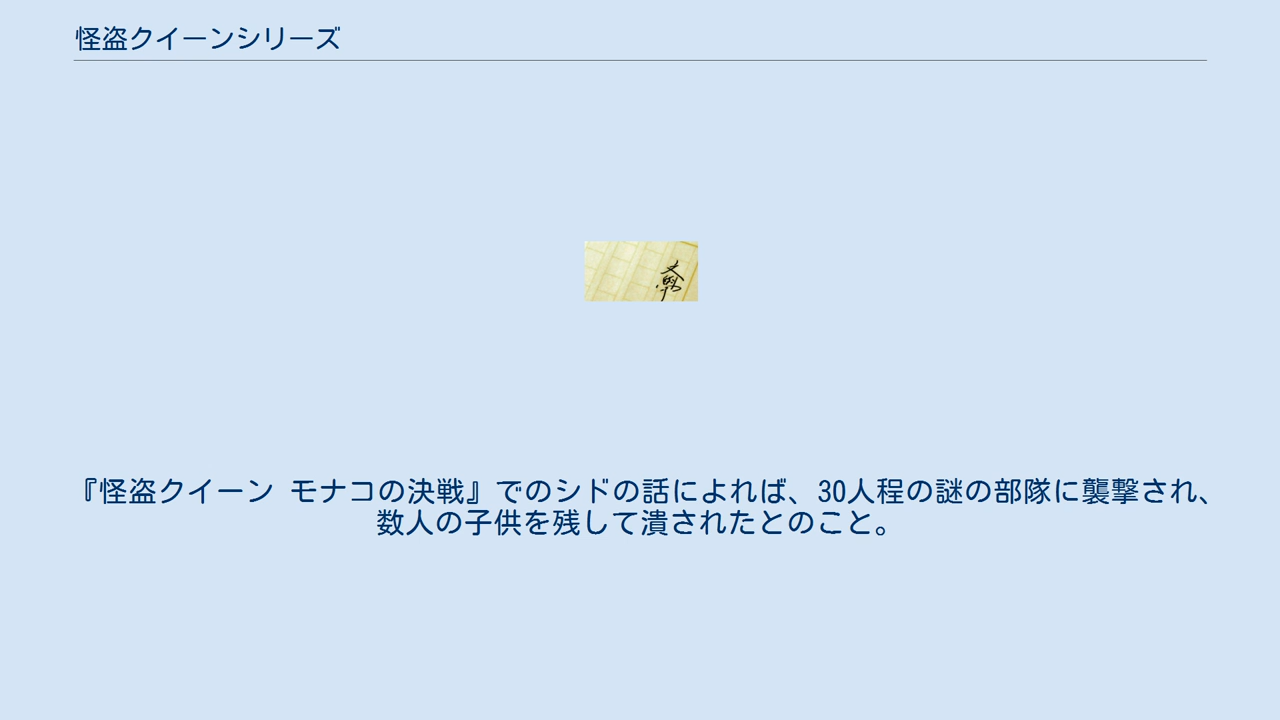 怪盗クイーンシリーズ
『怪盗クイーン モナコの決戦』でのシドの話によれば、30人程の謎の部隊に襲撃され、
数人の子供を残して潰されたとのこと。